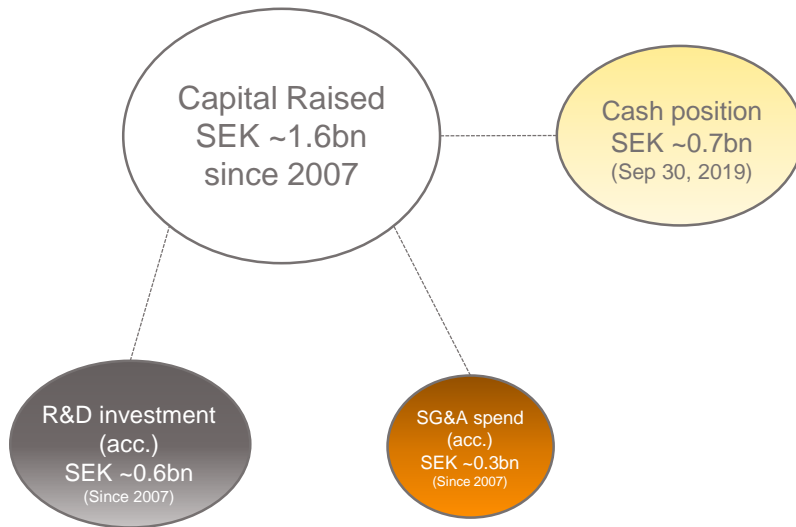 Capital Raised
SEK ~1.6bn
since 2007
Cash position
SEK ~0.7bn
(Sep 30, 2019)
R&D investment
(acc.)
SEK ~0.6bn
(Since 2007)
SG&A spend
(acc.)
SEK ~0.3bn
(Since 2007)